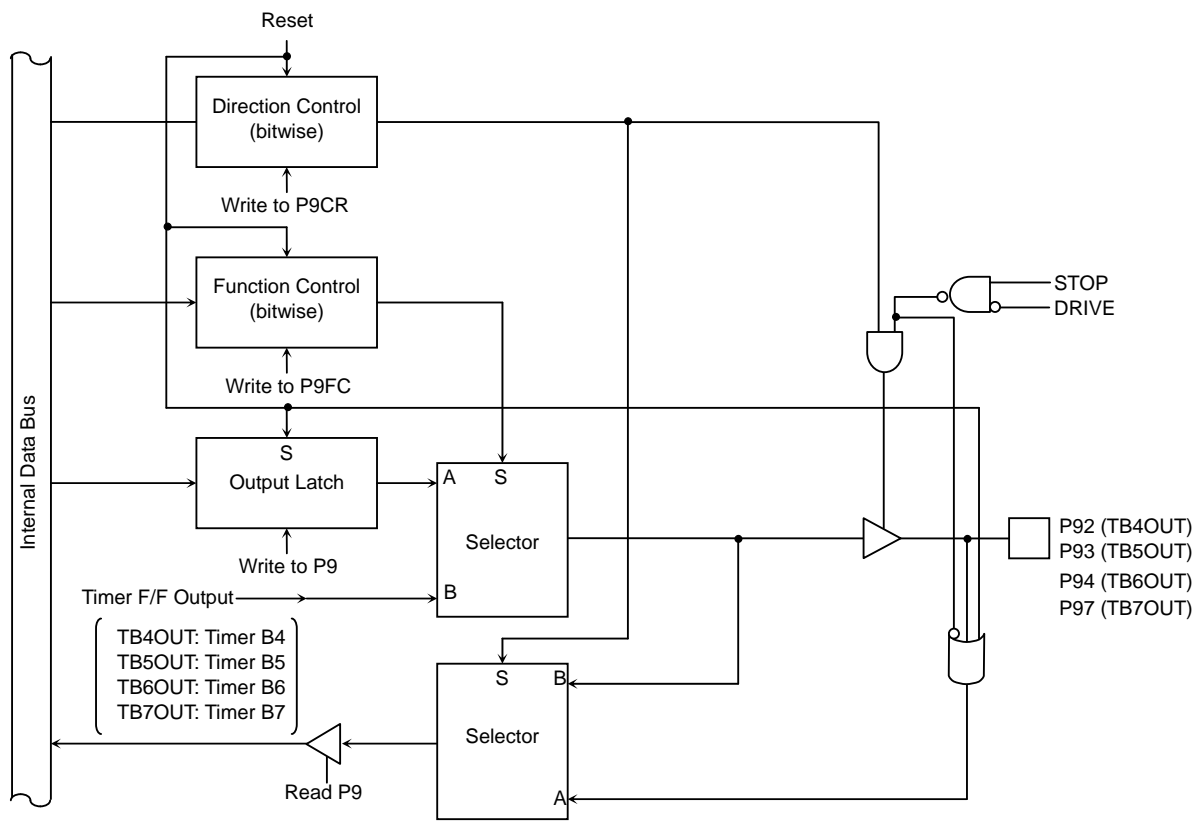 Reset
Direction Control
(bitwise)
Write to P9CR
Function Control
(bitwise)
STOP
DRIVE
Write to P9FC
Internal Data Bus
S
Output Latch
A
S
Selector
B
Write to P9
Timer F/F Output
P92 (TB4OUT)
P93 (TB5OUT)
P94 (TB6OUT)
P97 (TB7OUT)
TB4OUT: Timer B4
TB5OUT: Timer B5
TB6OUT: Timer B6
TB7OUT: Timer B7
S
B
Selector
A
Read P9